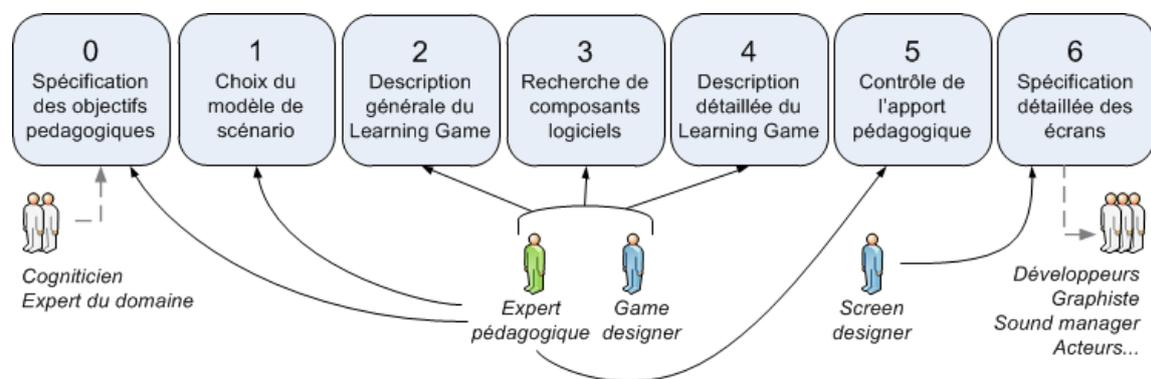 0
Spécification
des objectifs
pedagogiques
1
Choix du
modèle de
scénario
2
Description
générale du
Learning Game
3
Recherche de
composants
logiciels
4
Description
détaillée du
Learning Game
5
Contrôle de
l'apport
pédagogique
6
Spécification
détaillée des
écrans
Cogniticien
Expert du domaine
Expert
pédagogique
Game
designer
Screen
designer
Développeurs
Graphiste
Sound manager
Acteurs...